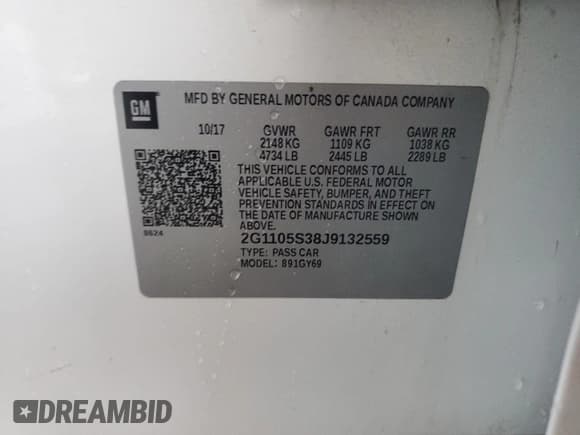 GM
MFD BY GENERAL MOTORS OF CANADA COMPANY
10/17 GVWR GAWR FRT GAWR RR
2148 KG 1109 KG 1038 KG
4734 LB 2445 LB 2289 LB
THIS VEHICLE CONFORMS TO ALL
APPLICABLE U.S. FEDERAL MOTOR
VEHICLE SAFETY, BUMPER, AND THEFT
PREVENTION STANDARDS IN EFFECT ON
THE DATE OF MANUFACTURE SHOWN
ABOVE.
8624
2G1105S38J9132559
TYPE: PASS CAR
MODEL: 891GY69
DREAMBID